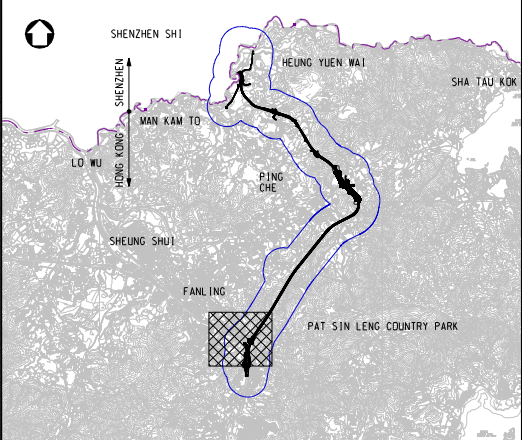 SHENZHEN SHI
HEUNG YUEN WAI
SHENZHEN
SHA TAU KOK
MAN KAM TO
HONG KONG
LO WU
PING
CHE
SHEUNG SHUI
FANLING
PAT SIN LENG COUNTRY PARK